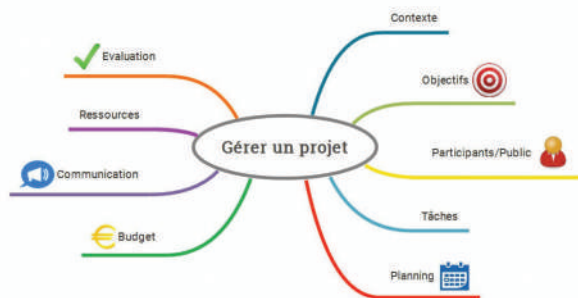 Contexte
Evaluation
Objectifs
Ressources
Gérer un projet
Participants/Public
Communication
Tâches
Budget
Planning